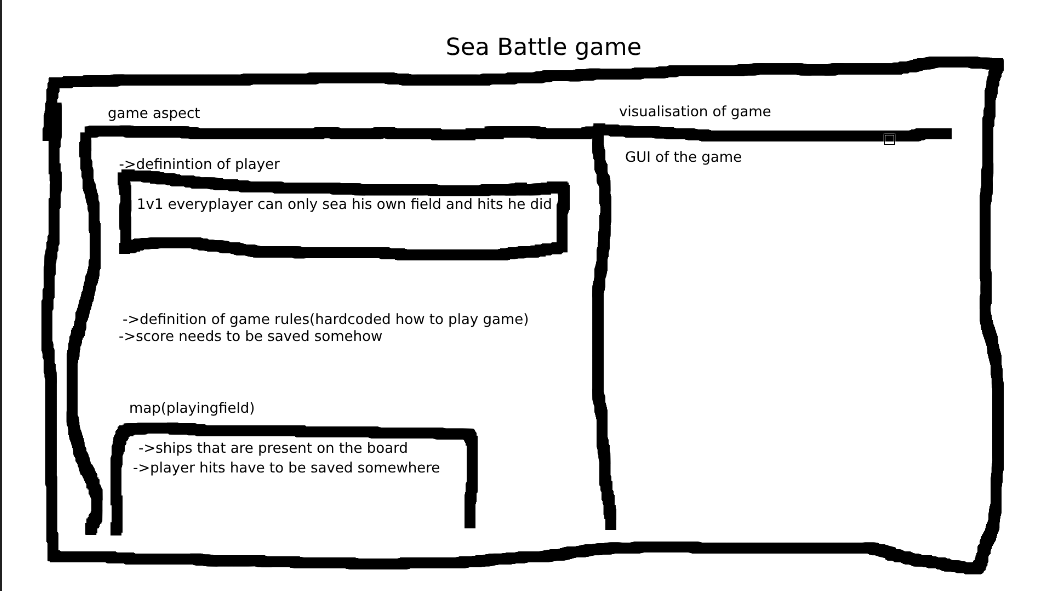 Sea Battle game
game aspect
visualisation of game
->definintion of player
GUI of the game
1v1 everyplayer can only sea his own field and hits he did
->definition of game rules(hardcoded how to play game)
->score needs to be saved somehow
map(playingfield)
->ships that are present on the board
->player hits have to be saved somewhere